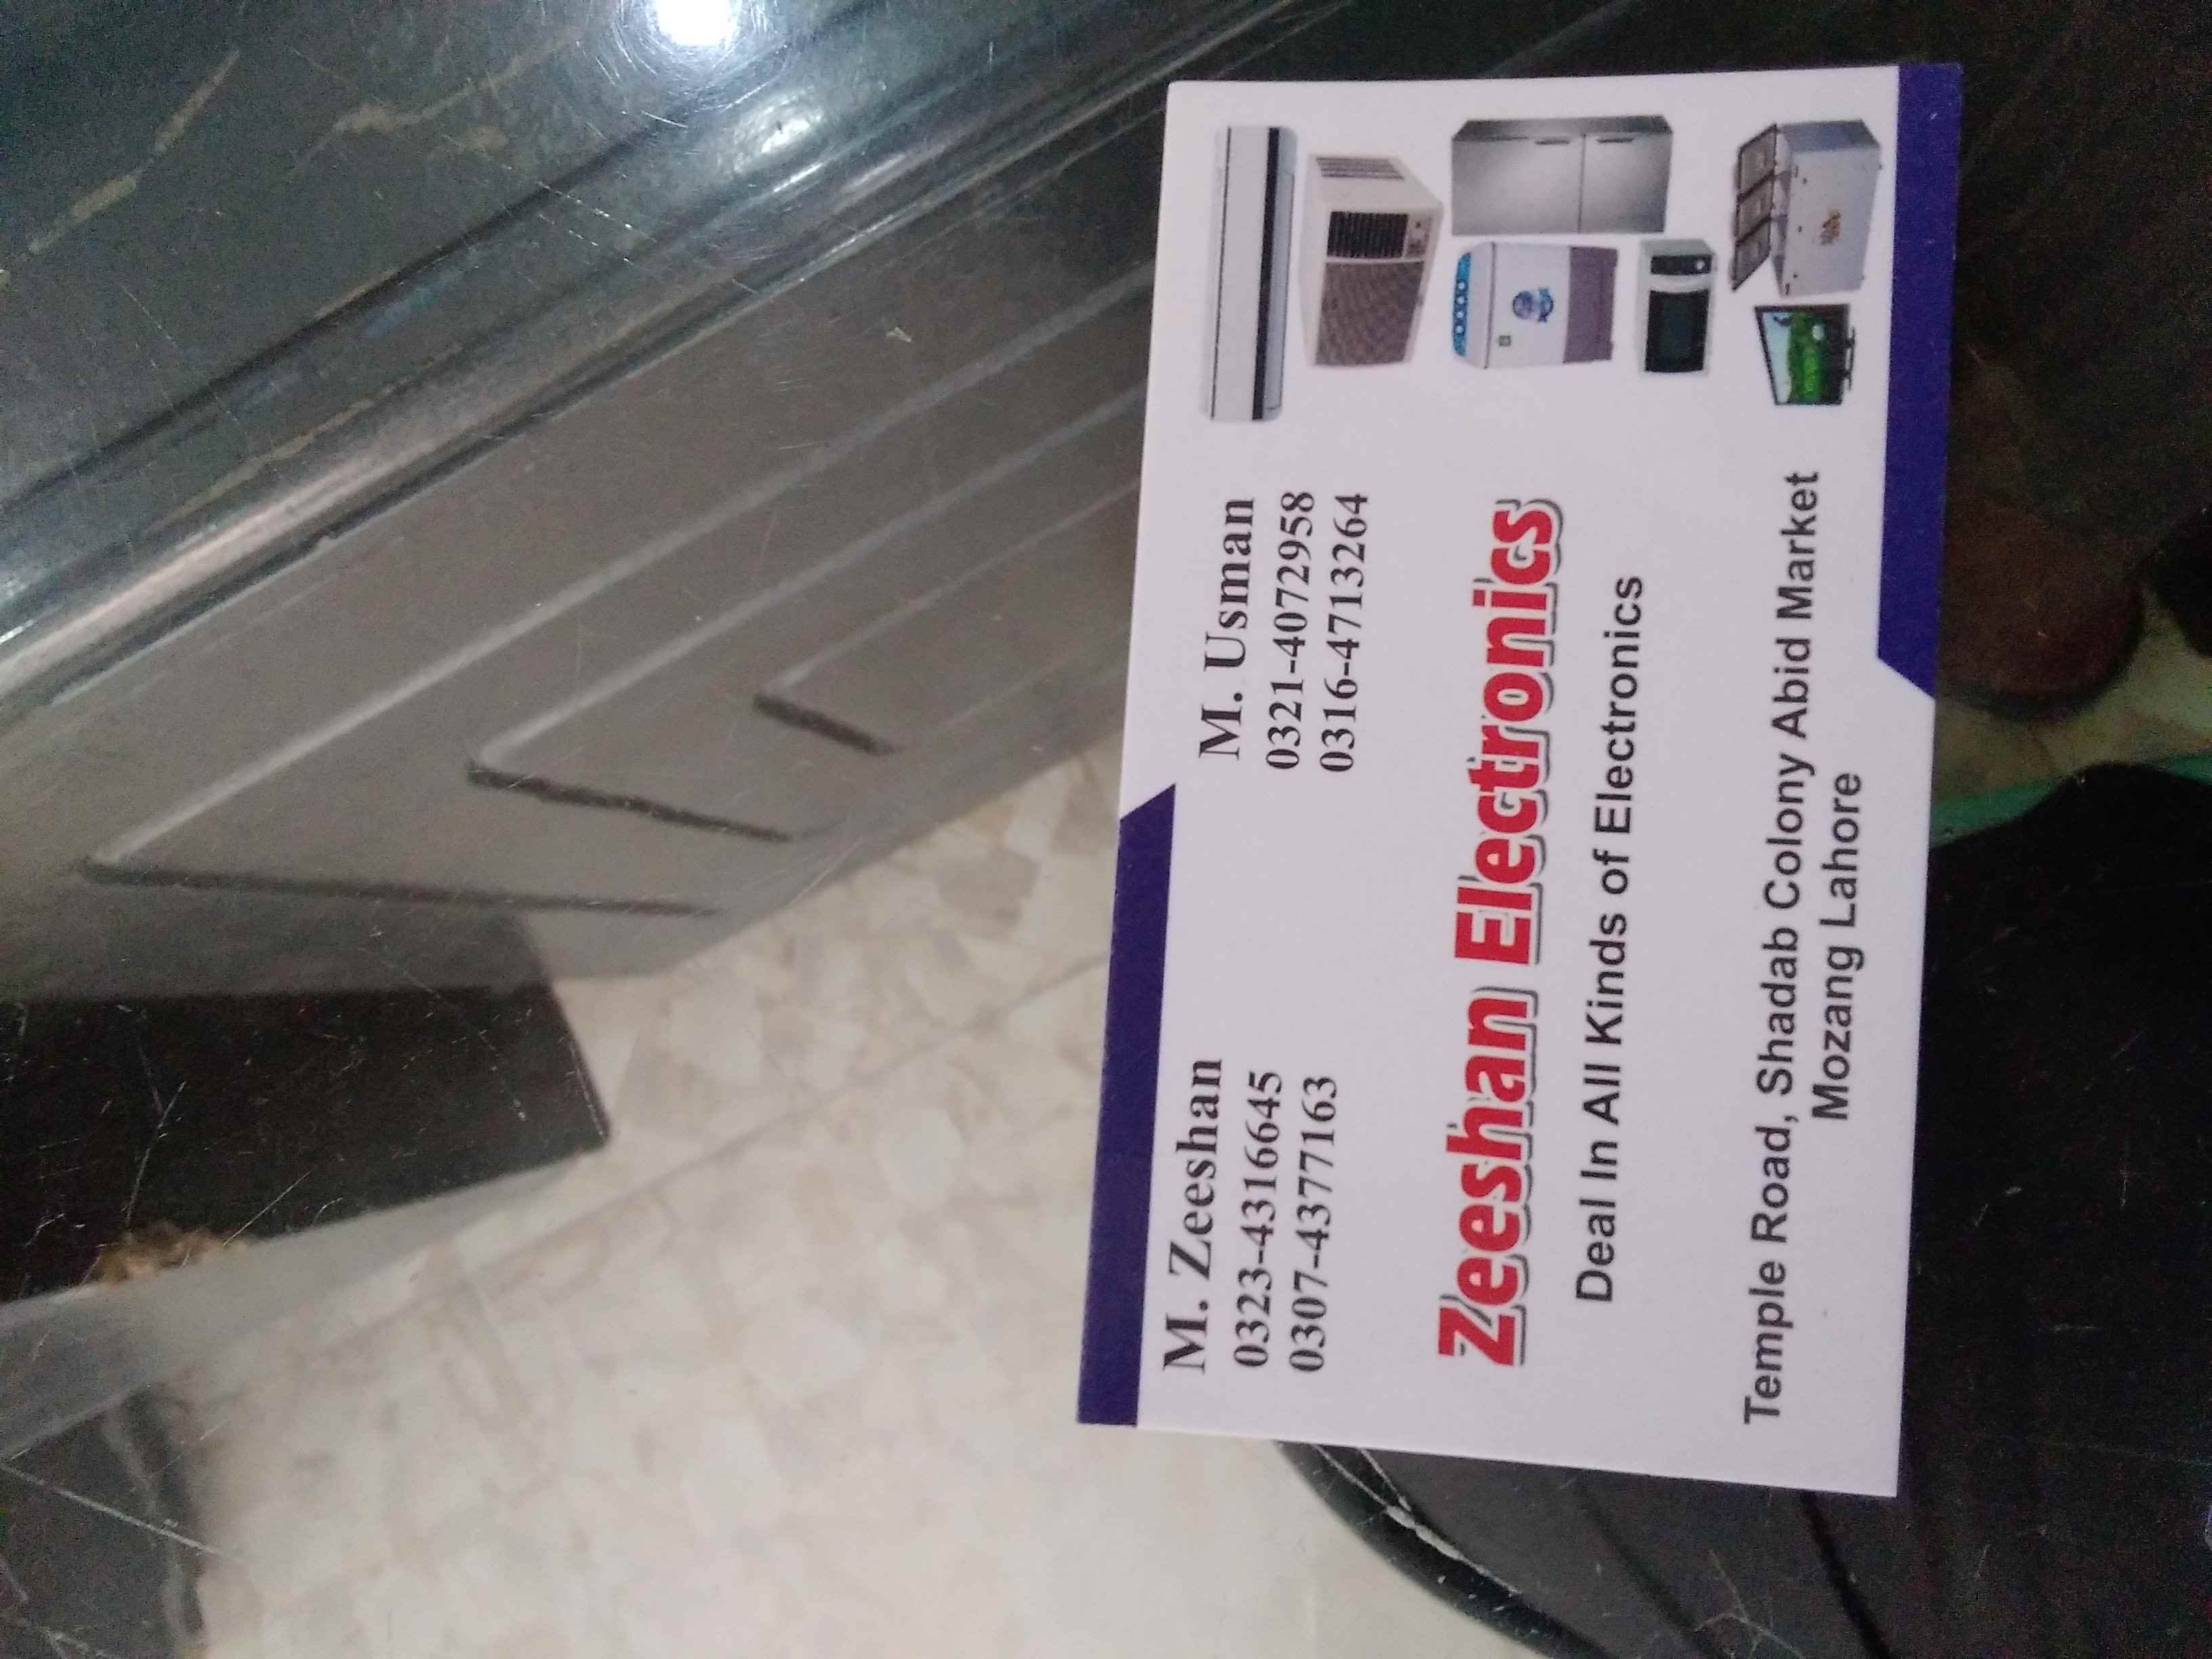 M. Zeeshan
0323-4316645
0307-4377163
M. Usman
0321-4072958
0316-4713264
Zeeshan Electronics
Deal In All Kinds of Electronics
Temple Road, Shadab Colony Abid Market
Mozang Lahore